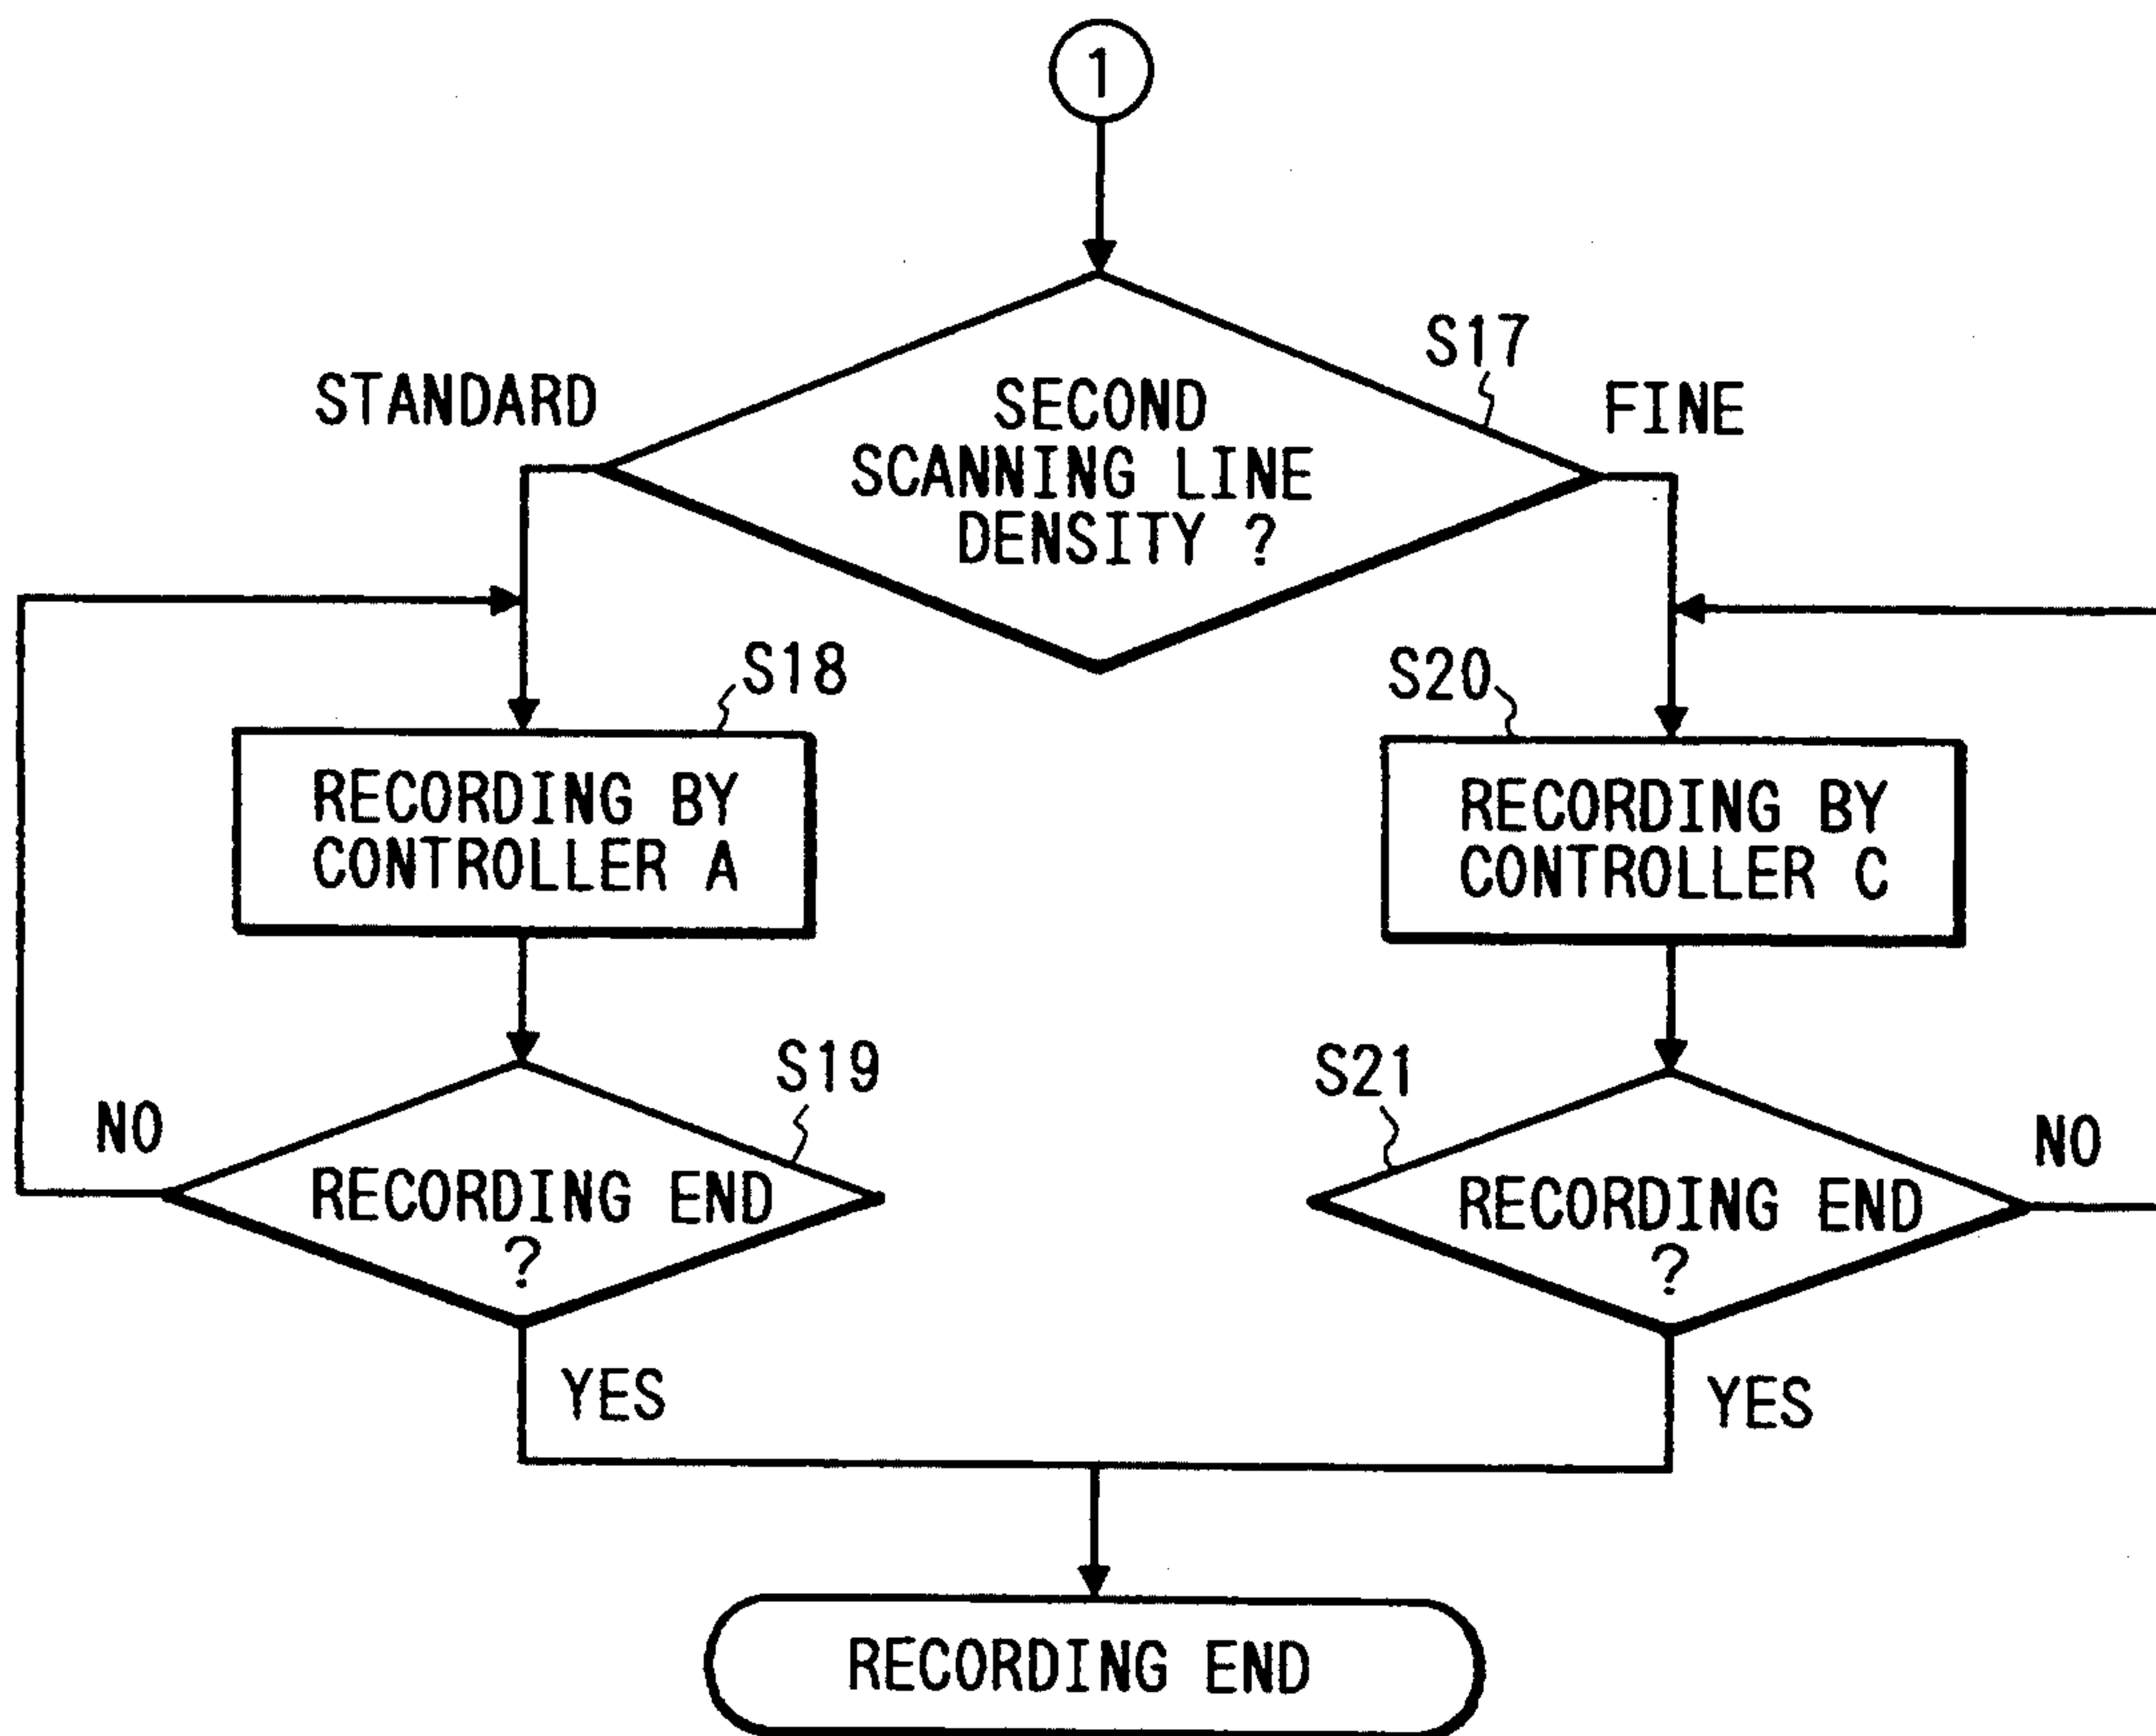 1
S17
STANDARD
FINE
SECOND
SCANNING LINE
DENSITY ?
S18
S20
RECORDING BY
CONTROLLER A
RECORDING BY
CONTROLLER C
S19
S21
NO
NO
RECORDING END
?
RECORDING END
?
YES
YES
RECORDING END